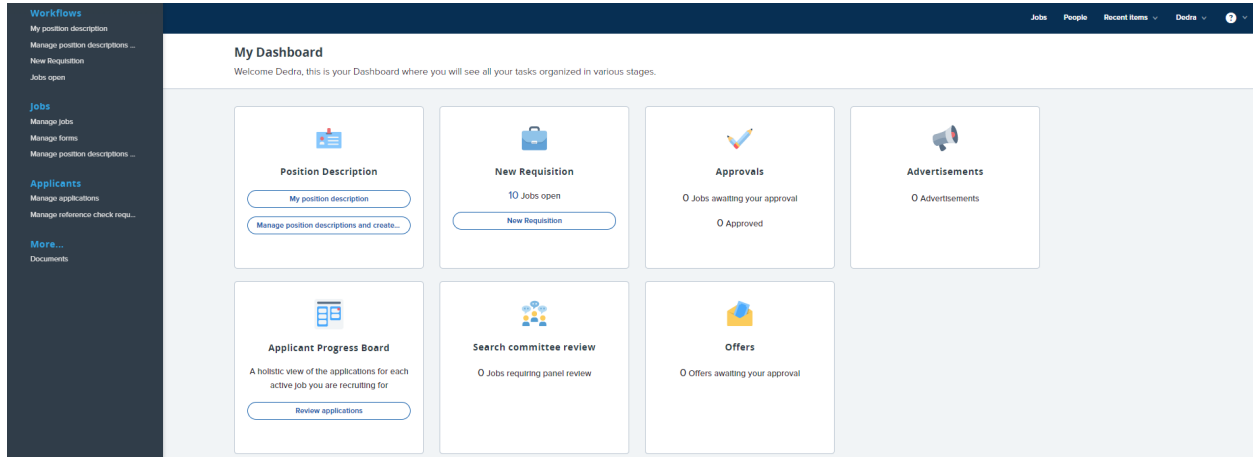 Workflows
My position description
Manage position descriptions ...
New Requisition
Jobs open
Jobs
Manage jobs
Manage forms
Manage position descriptions ...
Applicants
Manage applications
Manage reference check requ...
More...
Documents
Jobs People Recent items Dedra ?
My Dashboard
Welcome Dedra, this is your Dashboard where you will see all your tasks organized in various stages.
Position Description
My position description
Manage position descriptions and create...
New Requisition
10 Jobs open
New Requisition
Approvals
0 Jobs awaiting your approval
0 Approved
Advertisements
0 Advertisements
Applicant Progress Board
A holistic view of the applications for each
active job you are recruiting for
Review applications
Search committee review
0 Jobs requiring panel review
Offers
0 Offers awaiting your approval